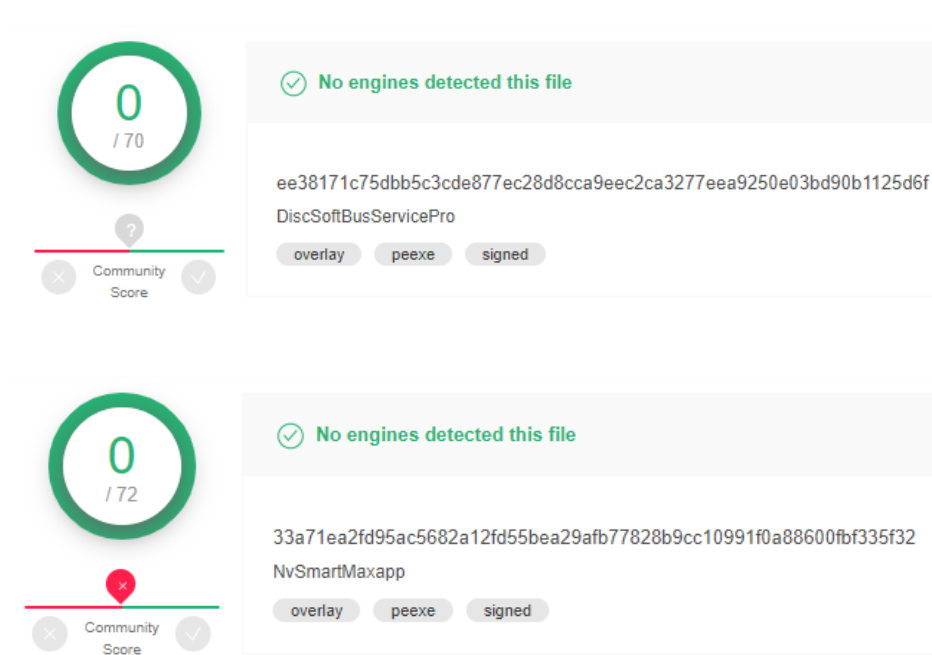 0
/ 70
No engines detected this file
ee38171c75dbb5c3cde877ec28d8cca9eec2ca3277eea9250e03bd90b1125d6f
DiscSoftBusServicePro
overlay peexe signed
?
Community
Score
0
/ 72
No engines detected this file
33a71ea2fd95ac5682a12fd55bea29afb77828b9cc10991f0a88600fbf335f32
NvSmartMaxapp
overlay peexe signed
Community
Score